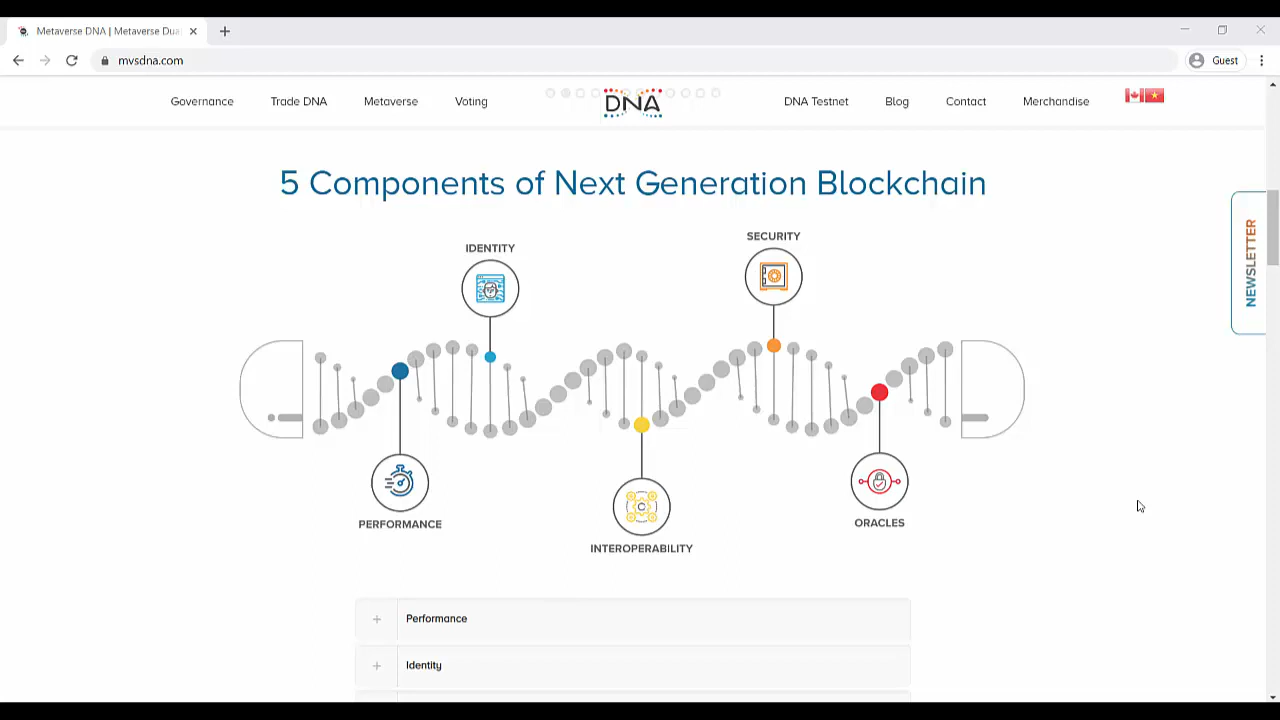 Metaverse DNA | Metaverse Dua
mvsdna.com
Guest
Governance
Trade DNA
Metaverse
Voting
DNA
DNA Testnet
Blog
Contact
Merchandise
5 Components of Next Generation Blockchain
NEWSLETTER
SECURITY
IDENTITY
PERFORMANCE
ORACLES
INTEROPERABILITY
Performance
Identity